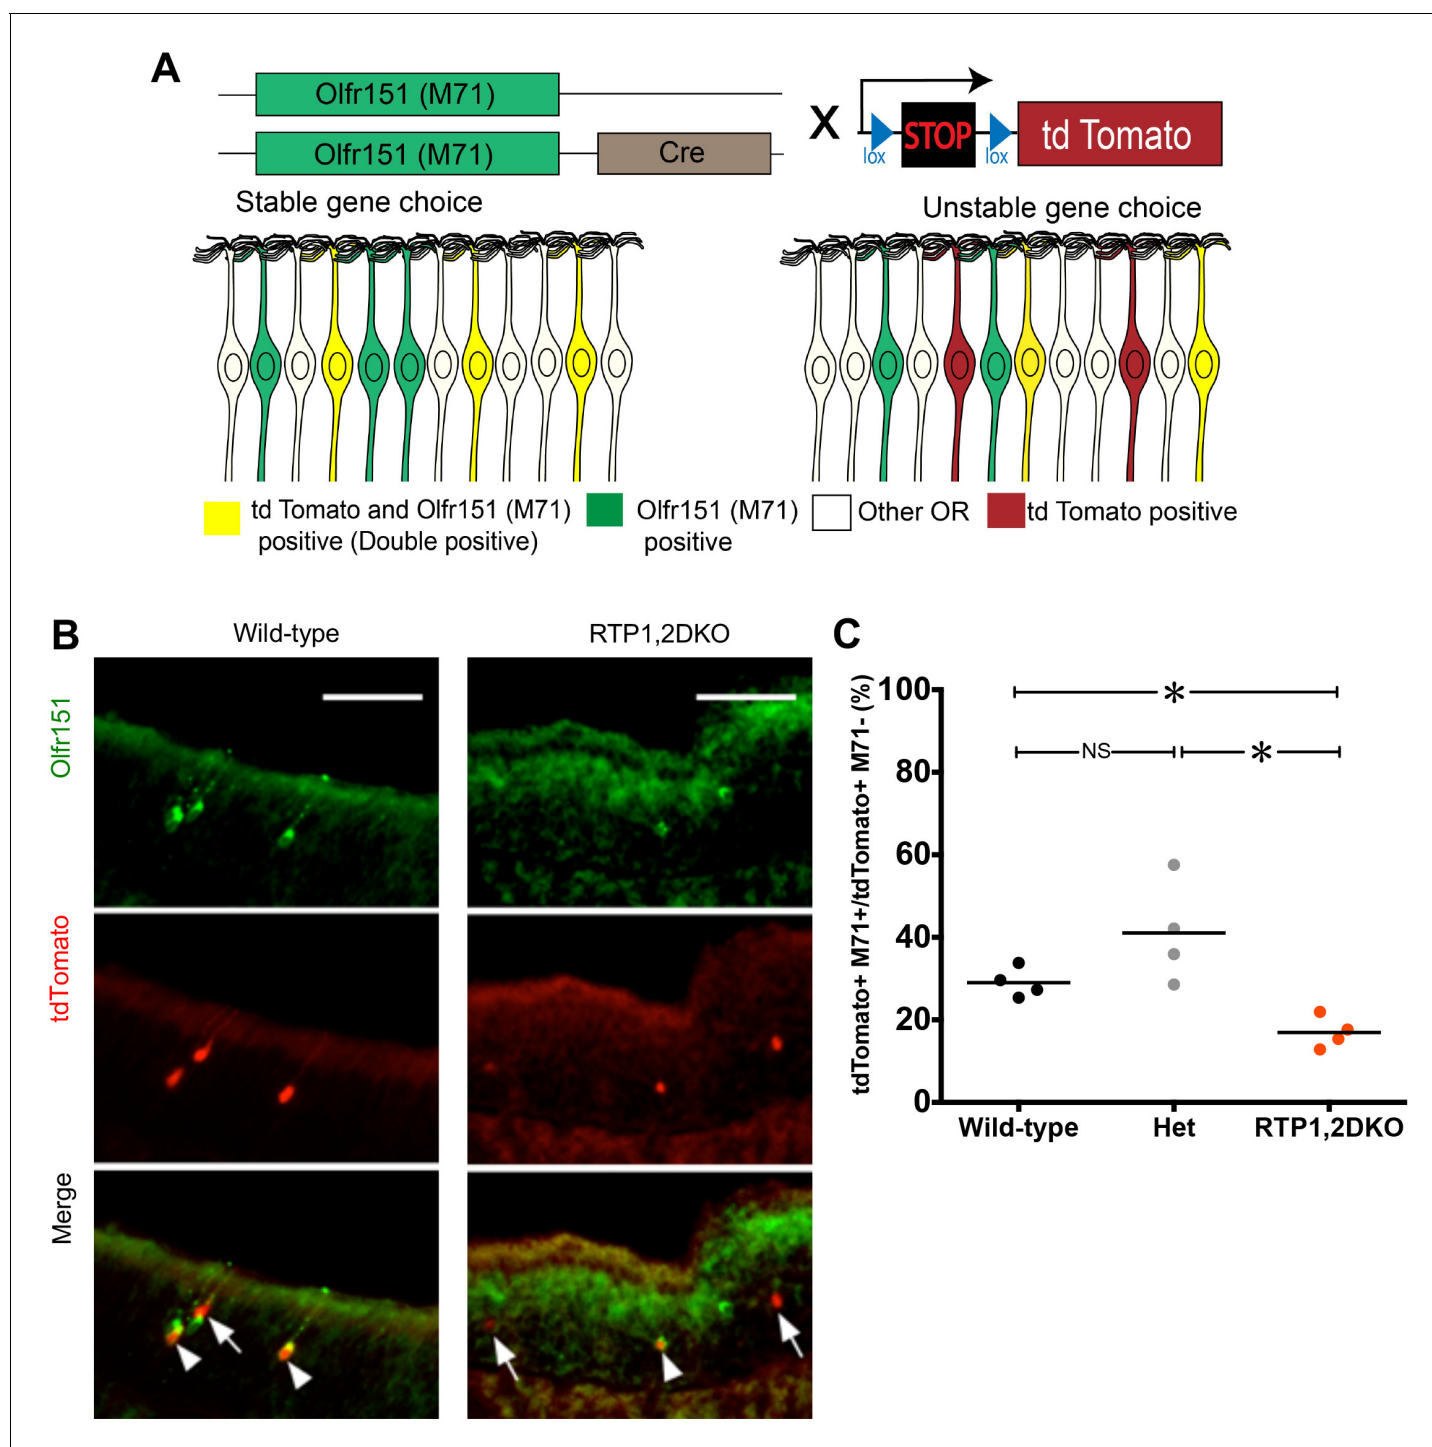 A
Olfr151 (M71)
Olfr151 (M71)
Cre
X
lox
STOP
lox
td Tomato
Stable gene choice
Unstable gene choice
td Tomato and Olfr151 (M71)
positive (Double positive)
Olfr151 (M71)
positive
Other OR
td Tomato positive
B
Wild-type
RTP1,2DKO
Olfr151
tdTomato
Merge
C
tdTomato+ M71+/tdTomato+ M71- (%)
100
80
60
40
20
0
*
NS
*
Wild-type
Het
RTP1,2DKO